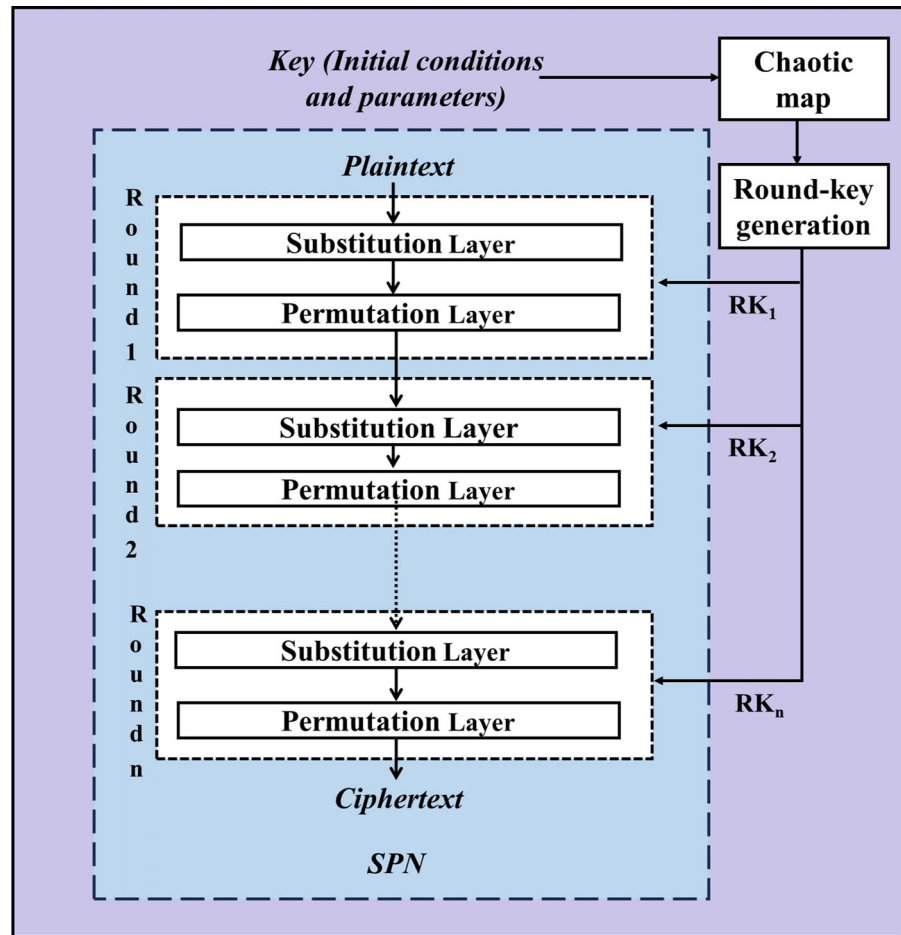 Key (Initial conditions
and parameters)
Chaotic
map
Round-key
generation
Plaintext
Round 1
Substitution Layer
Permutation Layer
RK₁
Round 2
Substitution Layer
Permutation Layer
RK₂
Round n
Substitution Layer
Permutation Layer
RKₙ
Ciphertext
SPN